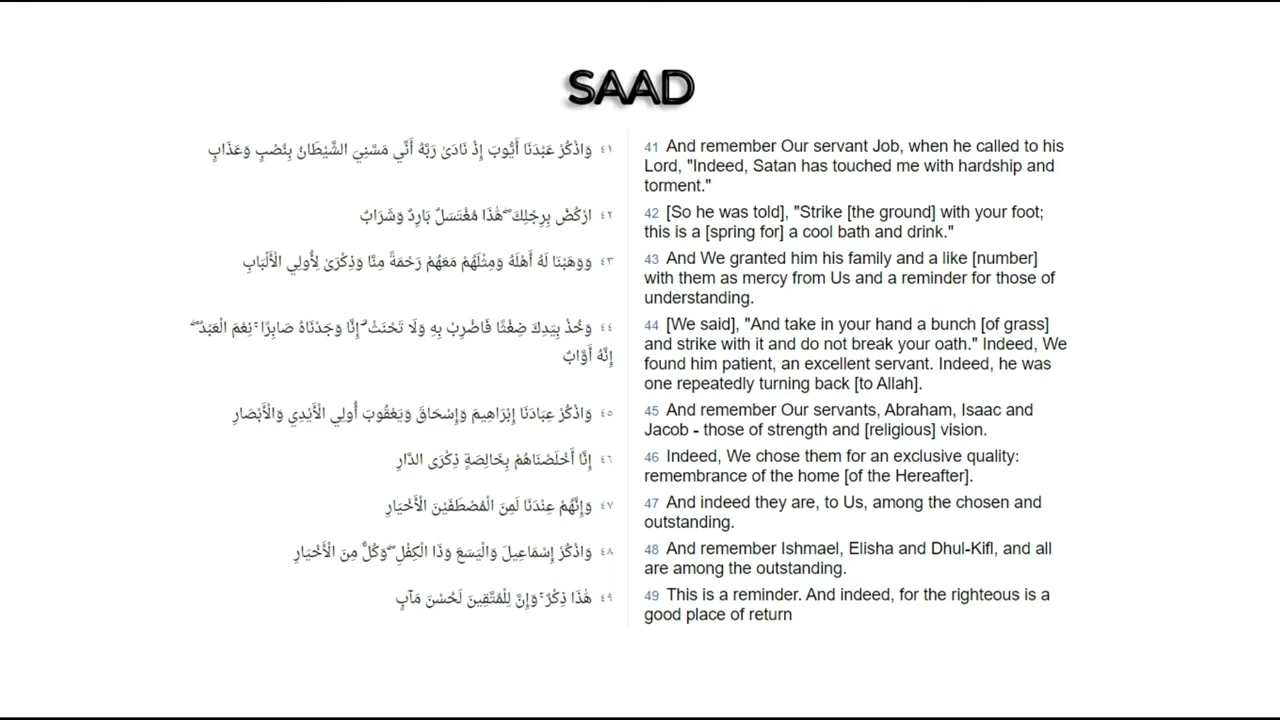 SAAD
٤١ وَاذْكُرْ عَبْدَنَا أَيُّوبَ إِذْ نَادَىٰ رَبَّهُ أَنِّي مَسَّنِيَ الشَّيْطَانُ بِنُصْبٍ وَعَذَابٍ
٤٢ ارْكُضْ بِرِجْلِكَ ۖ هَٰذَا مُغْتَسَلٌ بَارِدٌ وَشَرَابٌ
٤٣ وَوَهَبْنَا لَهُ أَهْلَهُ وَمِثْلَهُمْ مَعَهُمْ رَحْمَةً مِنَّا وَذِكْرَىٰ لِأُولِي الْأَلْبَابِ
٤٤ وَخُذْ بِيَدِكَ ضِغْثًا فَاضْرِبْ بِهِ وَلَا تَحْنَثْ ۗ إِنَّا وَجَدْنَاهُ صَابِرًا ۚ نِعْمَ الْعَبْدُ ۖ
إِنَّهُ أَوَّابٌ
٤٥ وَاذْكُرْ عِبَادَنَا إِبْرَاهِيمَ وَإِسْحَاقَ وَيَعْقُوبَ أُولِي الْأَيْدِي وَالْأَبْصَارِ
٤٦ إِنَّا أَخْلَصْنَاهُمْ بِخَالِصَةٍ ذِكْرَى الدَّارِ
٤٧ وَإِنَّهُمْ عِنْدَنَا لَمِنَ الْمُصْطَفَيْنَ الْأَخْيَارِ
٤٨ وَاذْكُرْ إِسْمَاعِيلَ وَالْيَسَعَ وَذَا الْكِفْلِ ۖ وَكُلٌّ مِنَ الْأَخْيَارِ
٤٩ هَٰذَا ذِكْرٌ ۚ وَإِنَّ لِلْمُتَّقِينَ لَحُسْنَ مَآبٍ
41 And remember Our servant Job, when he called to his
Lord, "Indeed, Satan has touched me with hardship and
torment."
42 [So he was told], "Strike [the ground] with your foot;
this is a [spring for] a cool bath and drink."
43 And We granted him his family and a like [number]
with them as mercy from Us and a reminder for those of
understanding.
44 [We said], "And take in your hand a bunch [of grass]
and strike with it and do not break your oath." Indeed, We
found him patient, an excellent servant. Indeed, he was
one repeatedly turning back [to Allah].
45 And remember Our servants, Abraham, Isaac and
Jacob - those of strength and [religious] vision.
46 Indeed, We chose them for an exclusive quality:
remembrance of the home [of the Hereafter].
47 And indeed they are, to Us, among the chosen and
outstanding.
48 And remember Ishmael, Elisha and Dhul-Kifl, and all
are among the outstanding.
49 This is a reminder. And indeed, for the righteous is a
good place of return